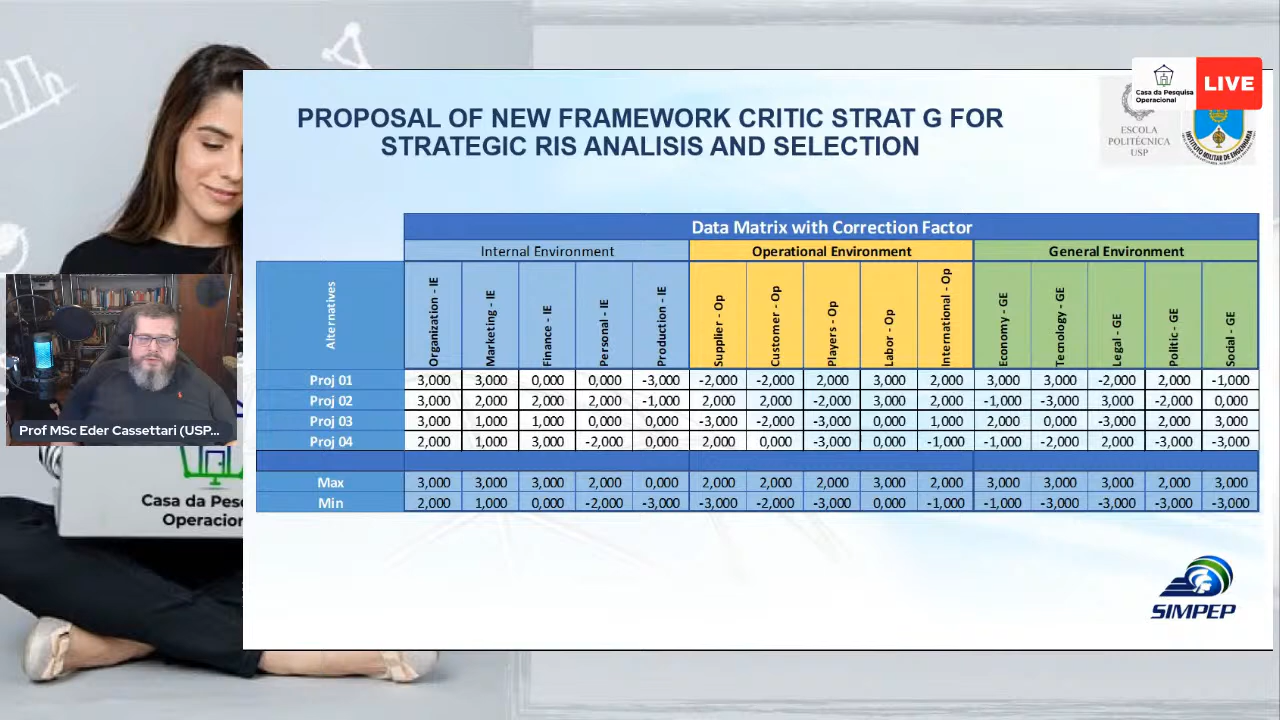 LIVE
Casa da Pesquisa
Operacional
PROPOSAL OF NEW FRAMEWORK CRITIC STRAT G FOR
STRATEGIC RIS ANALISIS AND SELECTION
ESCOLA
POLITÉCNICA
USP
INSTITUTO MILITAR DE ENGENHARIA
Data Matrix with Correction Factor
Internal Environment Operational Environment General Environment
Alternatives Organization - IE Marketing - IE Finance - IE Personal - IE Production - IE Supplier - Op Customer - Op Players - Op Labor - Op International - Op Economy - GE Tecnology - GE Legal - GE Politic - GE Sodal - GE
Proj 01 3,000 3,000 0,000 0,000 -3,000 -2,000 -2,000 2,000 3,000 2,000 3,000 3,000 -2,000 2,000 -1,000
Proj 02 3,000 2,000 2,000 2,000 -1,000 2,000 2,000 -2,000 3,000 2,000 -1,000 -3,000 3,000 -2,000 0,000
Proj 03 3,000 1,000 1,000 0,000 0,000 -3,000 -2,000 -3,000 0,000 1,000 2,000 0,000 -3,000 2,000 3,000
Proj 04 2,000 1,000 3,000 -2,000 0,000 2,000 0,000 -3,000 0,000 -1,000 -1,000 -2,000 2,000 -3,000 -3,000
Max 3,000 3,000 3,000 2,000 0,000 2,000 2,000 2,000 3,000 2,000 3,000 3,000 3,000 2,000 3,000
Min 2,000 1,000 0,000 -2,000 -3,000 -3,000 -2,000 -3,000 0,000 -1,000 -1,000 -3,000 -3,000 -3,000 -3,000
Prof MSc Eder Cassettari (USP...
Casa da Pesq
Operacion
SIMPEP